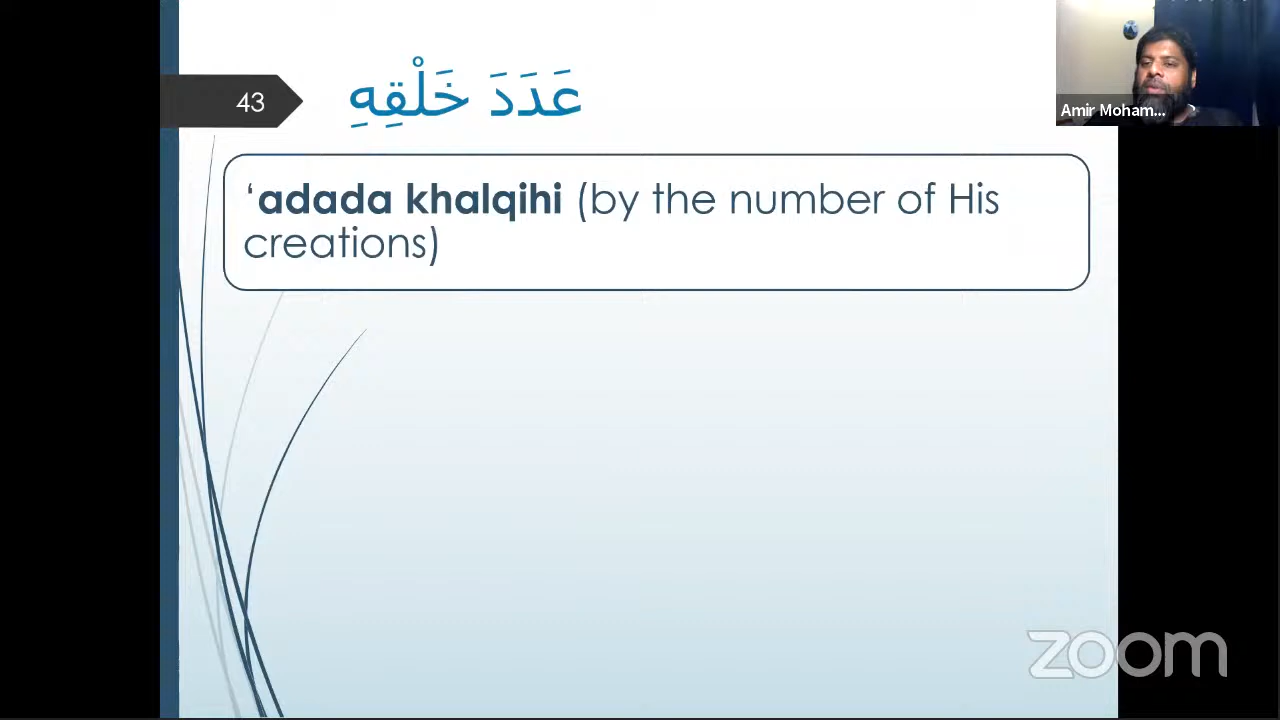 43
عَدَدَ خَلْقِهِ
‘adada khalqihi (by the number of His
creations)
Amir Moham...
zoom